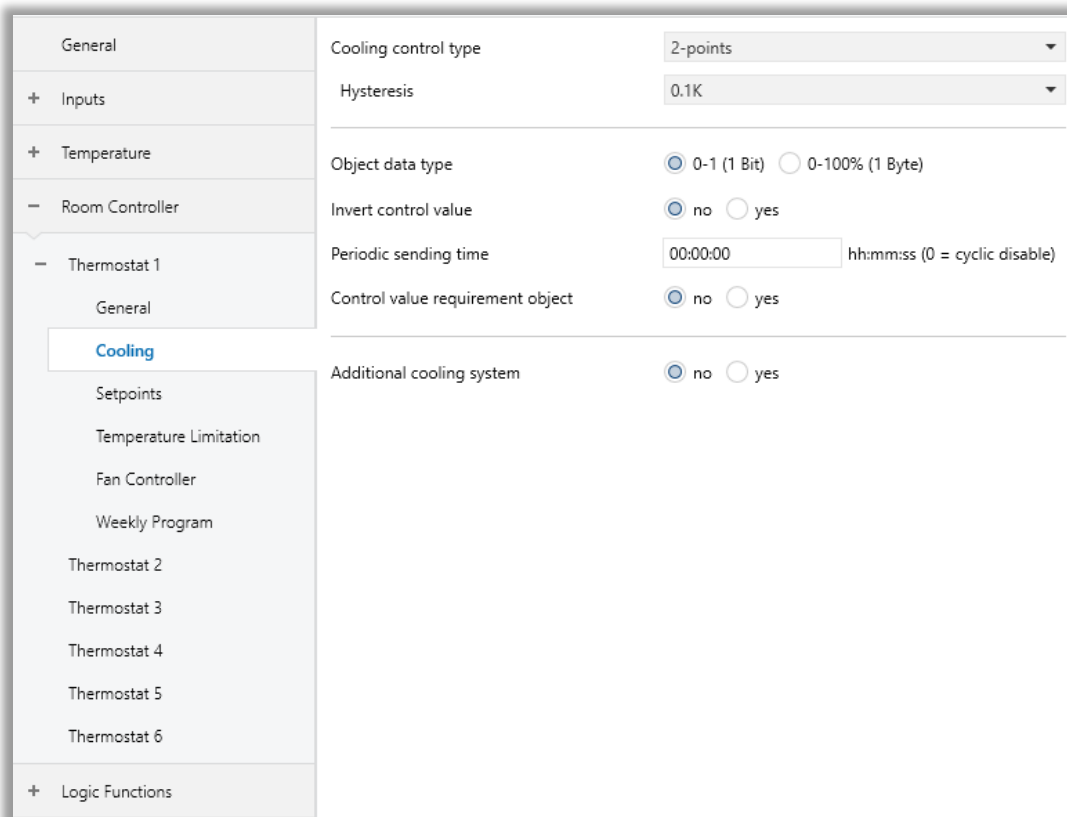 General
+ Inputs
+ Temperature
− Room Controller
− Thermostat 1
General
Cooling
Setpoints
Temperature Limitation
Fan Controller
Weekly Program
Thermostat 2
Thermostat 3
Thermostat 4
Thermostat 5
Thermostat 6
+ Logic Functions
Cooling control type 2-points
Hysteresis 0.1K
Object data type 0-1 (1 Bit) 0-100% (1 Byte)
Invert control value no yes
Periodic sending time 00:00:00 hh:mm:ss (0 = cyclic disable)
Control value requirement object no yes
Additional cooling system no yes